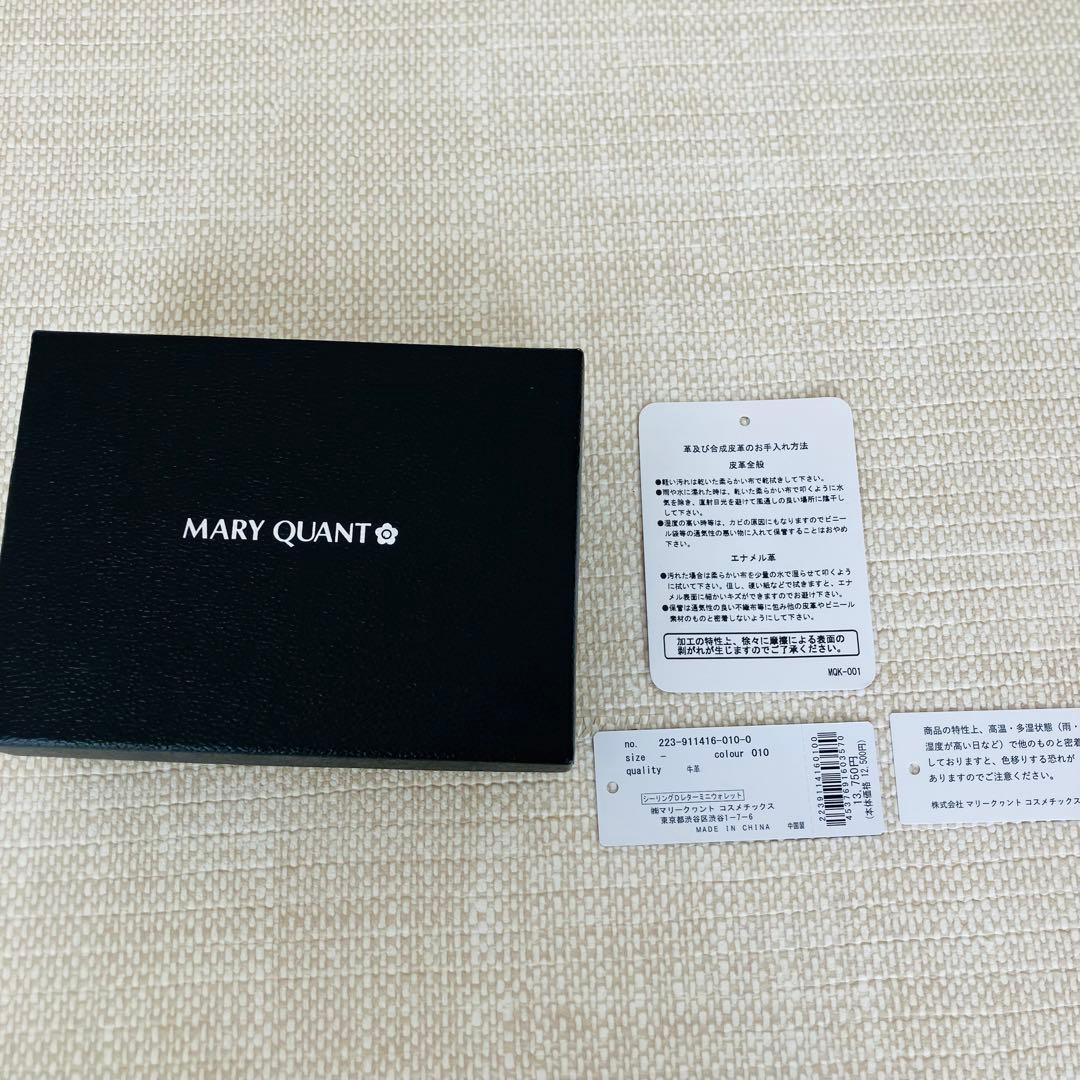 MARY QUANT
革及び合成皮革のお手入れ方法
皮革全般
●軽い汚れは乾いた柔らかい布で乾拭きして下さい。
●雨や水に濡れた時は、乾いた柔らかい布で叩くように水
気を除き、直射日光を避けて風通しの良い場所に陰干し
して下さい。
●湿度の高い時等は、カビの原因にもなりますのでビニー
ル袋等の通気性の悪い物に入れて保管することはおやめ
下さい。
エナメル革
●汚れた場合は柔らかい布を少量の水で湿らせて叩くよう
に拭いて下さい。但し、硬い紙などで拭きますと、エナ
メル表面に細かいキズができますのでお避け下さい。
●保管は通気性の良い不織布等に包み他の皮革やビニール
素材のものと密着しないようにして下さい。
加工の特性上、徐々に摩擦による表面の
剥がれが生じますのでご了承ください。
MQK-001
no. 223-911416-010-0
size - colour 010
quality 牛革
シーリングDレターミニウォレット
㈱マリークヮント コスメチックス
東京都渋谷区渋谷1-7-6
MADE IN CHINA 中国製
2239114160100
4537691603570
13,750円
(本体価格 12,500円)
商品の特性上、高温・多湿状態（雨・
湿度が高い日など）で他のものと密着
しておりますと、色移りする恐れが
ありますのでご注意ください。
株式会社 マリークヮント コスメチックス